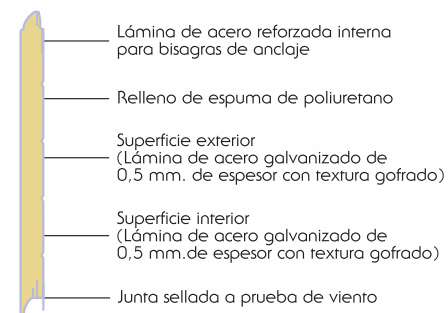 Lámina de acero reforzada interna
para bisagras de anclaje
Relleno de espuma de poliuretano
Superficie exterior
(Lámina de acero galvanizado de
0,5 mm. de espesor con textura gofrado)
Superficie interior
(Lámina de acero galvanizado de
0,5 mm.de espesor con textura gofrado)
Junta sellada a prueba de viento